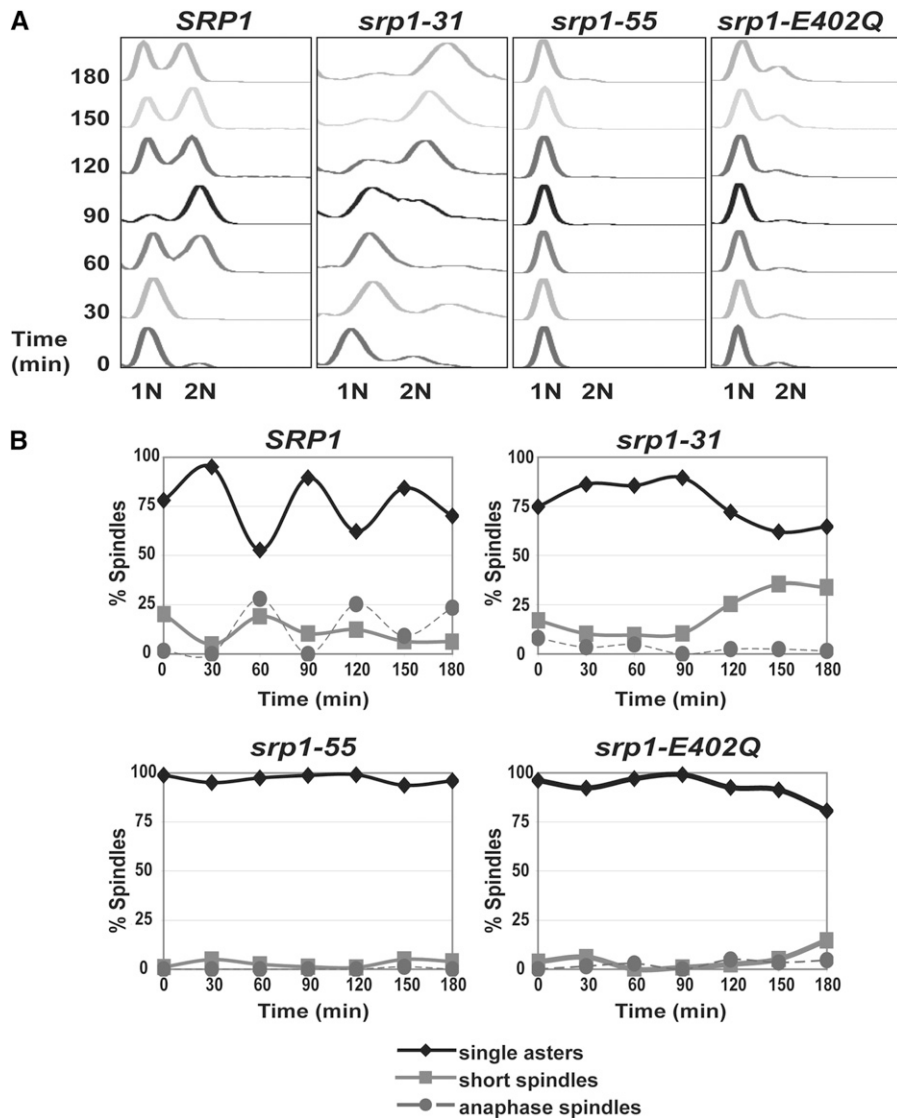 A
SRP1 srp1-31 srp1-55 srp1-E402Q
180
150
120
90
60
30
Time
(min) 0
1N 2N 1N 2N 1N 2N 1N 2N
B
SRP1
100
75
50
25
0
% Spindles
0 30 60 90 120 150 180
Time (min)
srp1-31
100
75
50
25
0
% Spindles
0 30 60 90 120 150 180
Time (min)
srp1-55
100
75
50
25
0
% Spindles
0 30 60 90 120 150 180
Time (min)
srp1-E402Q
100
75
50
25
0
% Spindles
0 30 60 90 120 150 180
Time (min)
single asters
short spindles
anaphase spindles